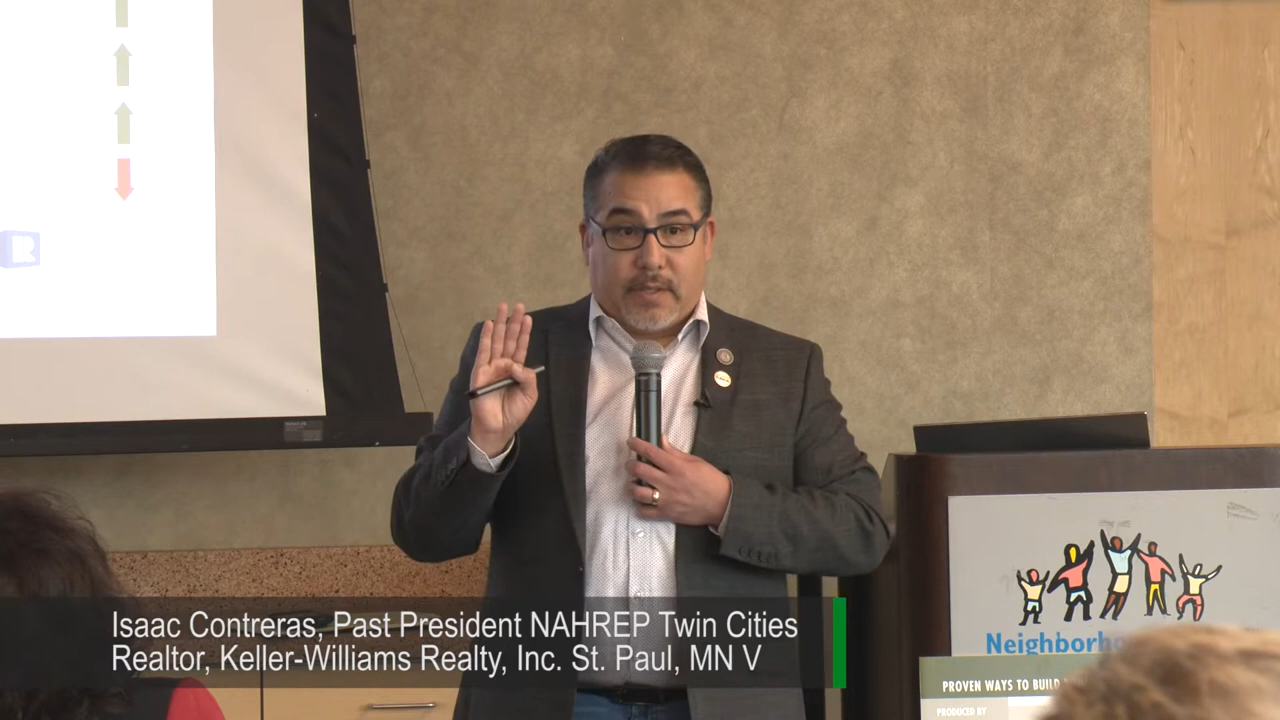 R
Isaac Contreras, Past President NAHREP Twin Cities
Realtor, Keller-Williams Realty, Inc. St. Paul, MN V
PROVEN WAYS TO BUILD
PRODUCED BY